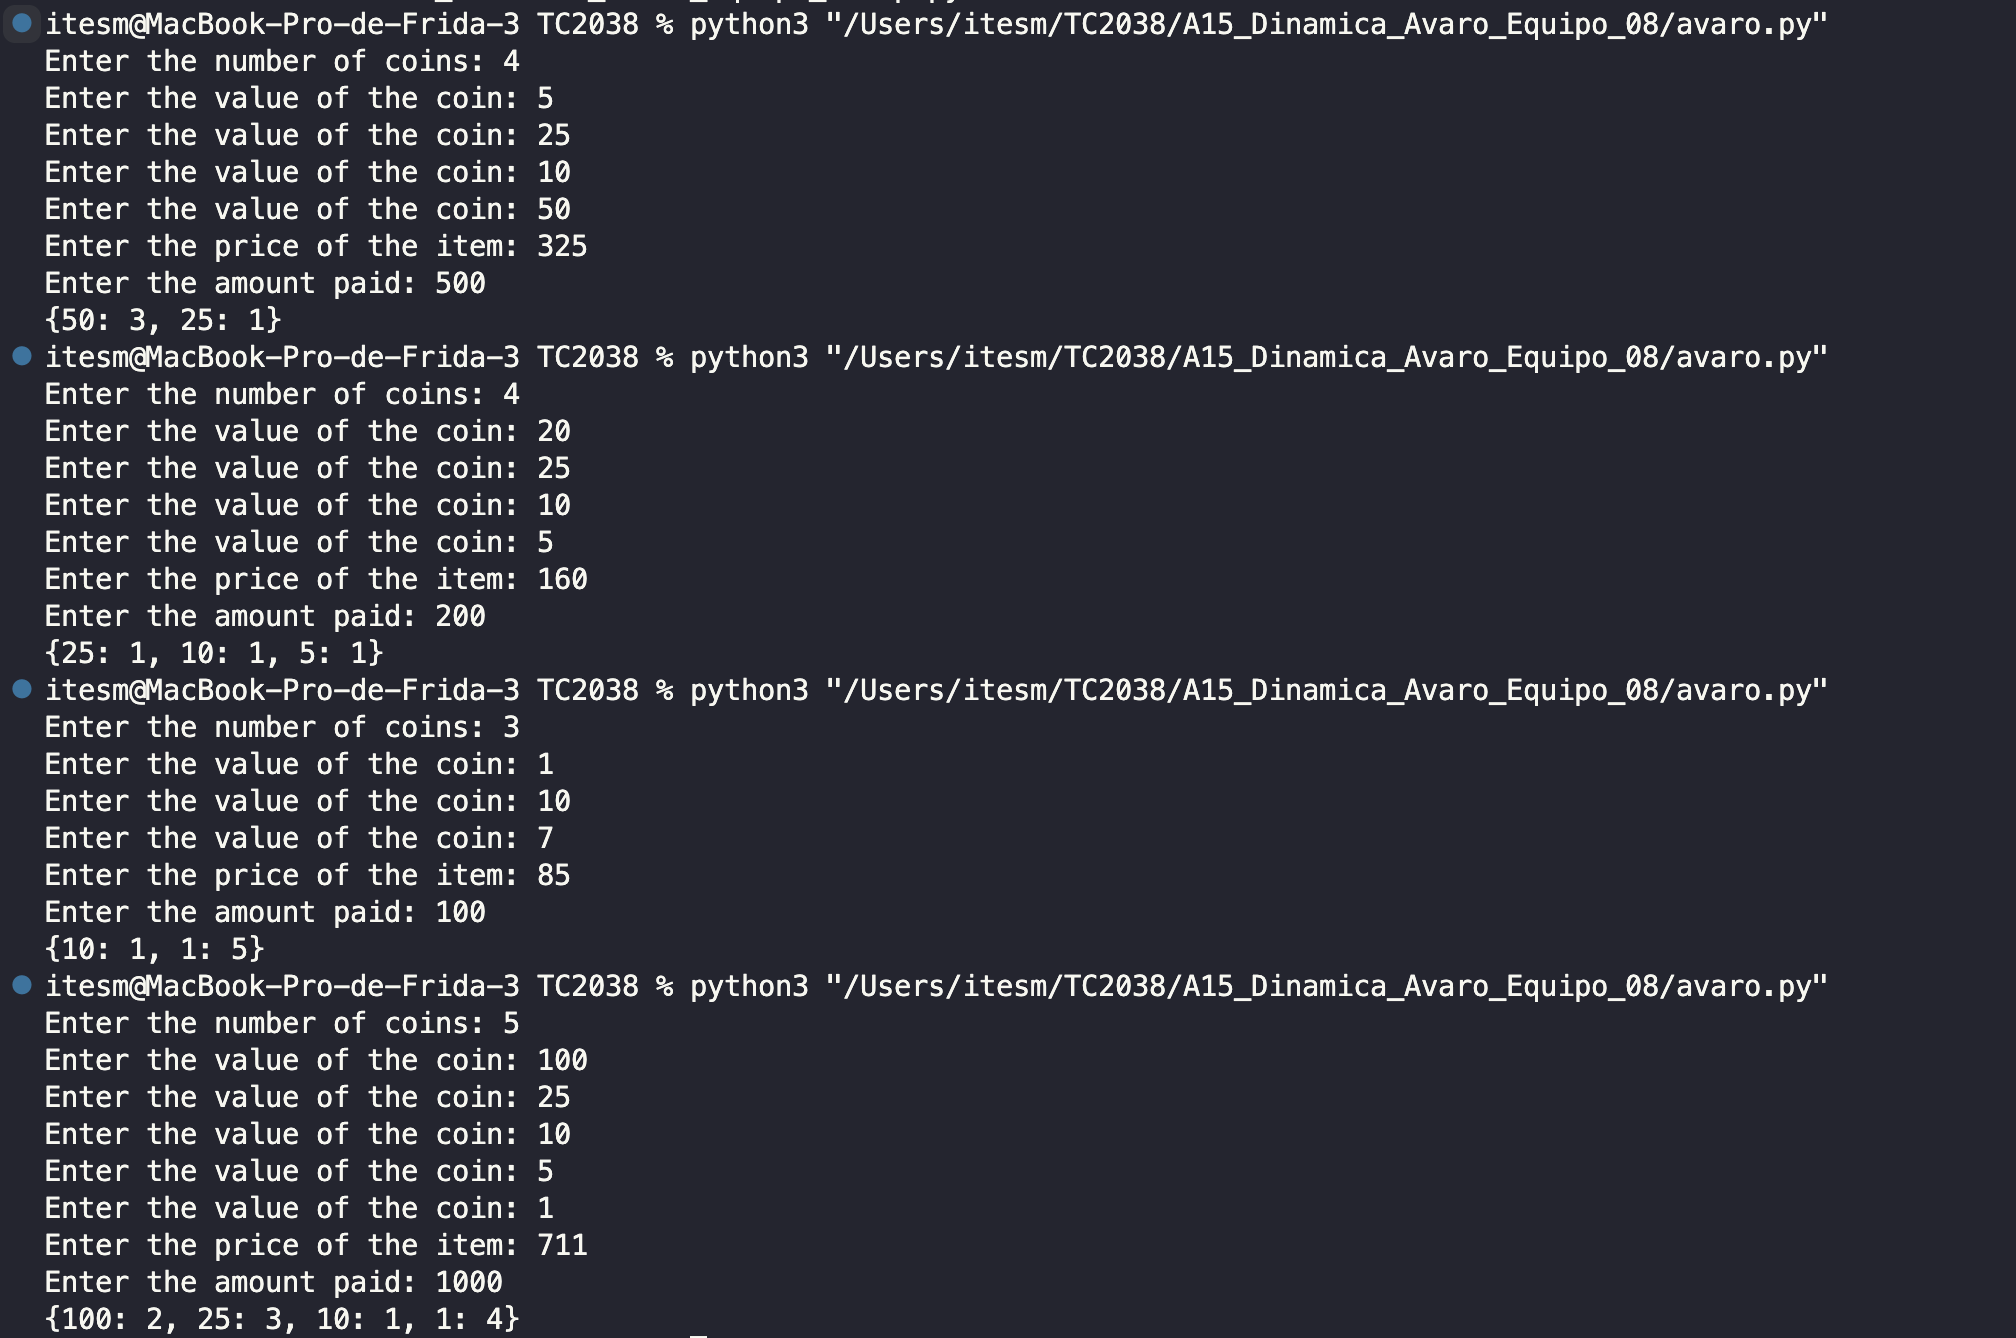 itesm@MacBook-Pro-de-Frida-3 TC2038 % python3 "/Users/itesm/TC2038/A15_Dinamica_Avaro_Equipo_08/avaro.py"
Enter the number of coins: 4
Enter the value of the coin: 5
Enter the value of the coin: 25
Enter the value of the coin: 10
Enter the value of the coin: 50
Enter the price of the item: 325
Enter the amount paid: 500
{50: 3, 25: 1}
itesm@MacBook-Pro-de-Frida-3 TC2038 % python3 "/Users/itesm/TC2038/A15_Dinamica_Avaro_Equipo_08/avaro.py"
Enter the number of coins: 4
Enter the value of the coin: 20
Enter the value of the coin: 25
Enter the value of the coin: 10
Enter the value of the coin: 5
Enter the price of the item: 160
Enter the amount paid: 200
{25: 1, 10: 1, 5: 1}
itesm@MacBook-Pro-de-Frida-3 TC2038 % python3 "/Users/itesm/TC2038/A15_Dinamica_Avaro_Equipo_08/avaro.py"
Enter the number of coins: 3
Enter the value of the coin: 1
Enter the value of the coin: 10
Enter the value of the coin: 7
Enter the price of the item: 85
Enter the amount paid: 100
{10: 1, 1: 5}
itesm@MacBook-Pro-de-Frida-3 TC2038 % python3 "/Users/itesm/TC2038/A15_Dinamica_Avaro_Equipo_08/avaro.py"
Enter the number of coins: 5
Enter the value of the coin: 100
Enter the value of the coin: 25
Enter the value of the coin: 10
Enter the value of the coin: 5
Enter the value of the coin: 1
Enter the price of the item: 711
Enter the amount paid: 1000
{100: 2, 25: 3, 10: 1, 1: 4}